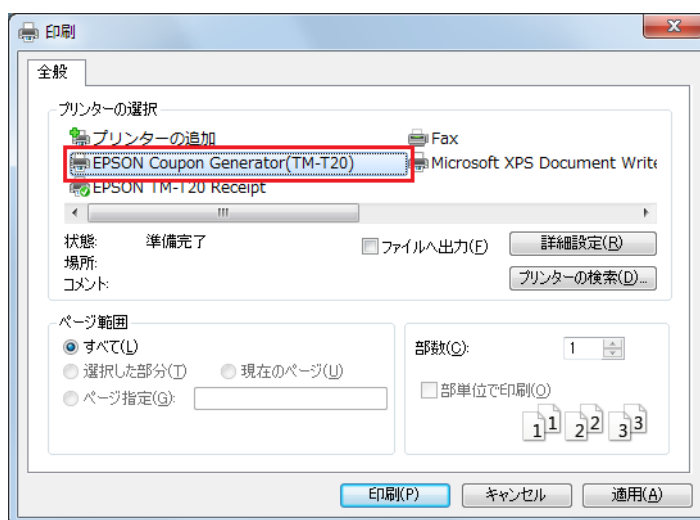 印刷
全般
プリンターの選択
プリンターの追加
Fax
EPSON Coupon Generator(TM-T20)
Microsoft XPS Document Write
EPSON TM-T20 Receipt
状態: 準備完了
ファイルへ出力(F)
詳細設定(R)
場所:
プリンターの検索(D)...
コメント:
ページ範囲
すべて(L)
選択した部分(T)
現在のページ(U)
ページ指定(G):
部数(C): 1
部単位で印刷(O)
11 22 33
印刷(P)
キャンセル
適用(A)